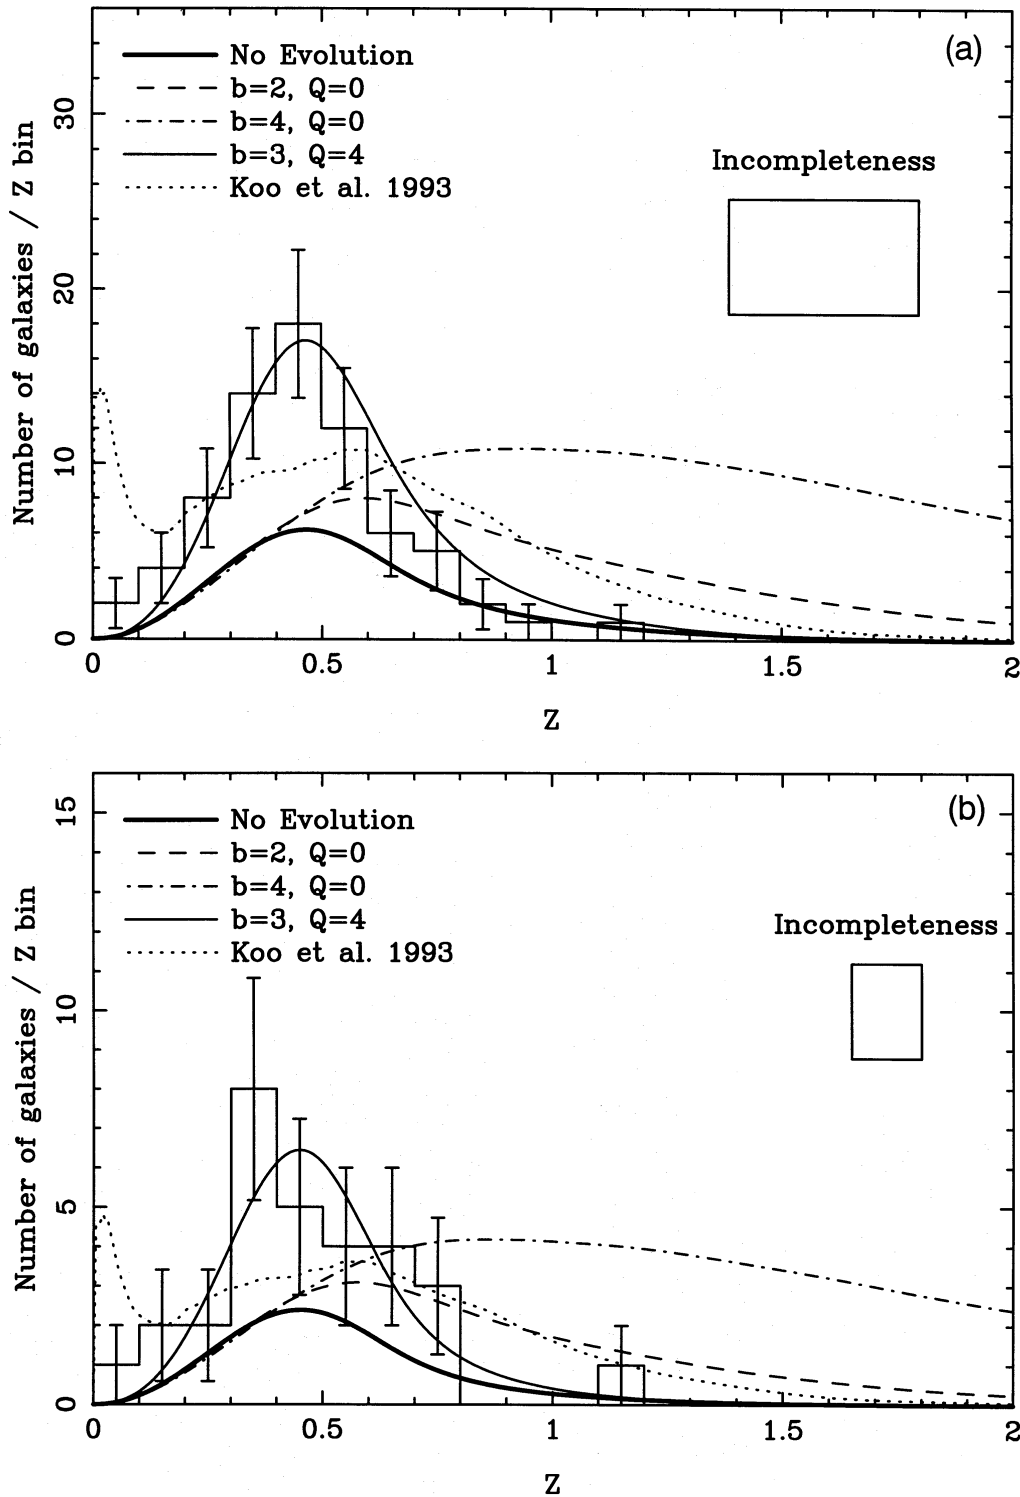 (a)
No Evolution
b=2, Q=0
b=4, Q=0
b=3, Q=4
Koo et al. 1993
Incompleteness
Number of galaxies / Z bin
30
20
10
0
0
0.5
1
1.5
2
Z
(b)
No Evolution
b=2, Q=0
b=4, Q=0
b=3, Q=4
Koo et al. 1993
Incompleteness
Number of galaxies / Z bin
15
10
5
0
0
0.5
1
1.5
2
Z